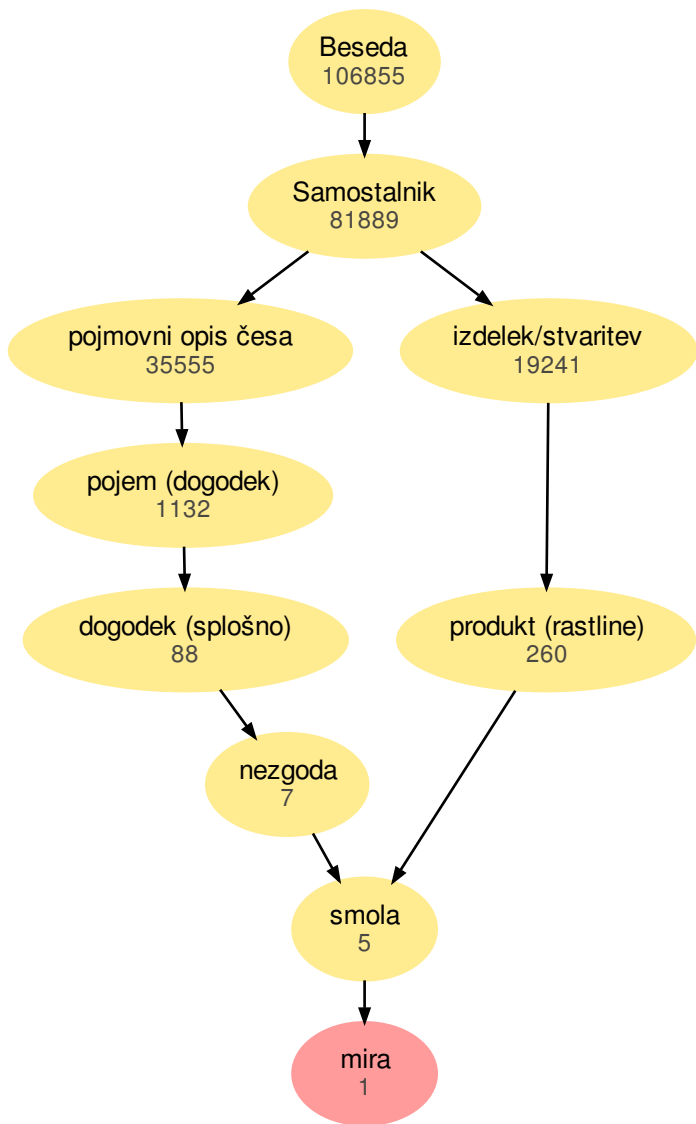 Beseda
106855
Samostalnik
81889
pojmovni opis česa
35555
izdelek/stvaritev
19241
pojem (dogodek)
1132
dogodek (splošno)
88
produkt (rastline)
260
nezgoda
7
smola
5
mira
1